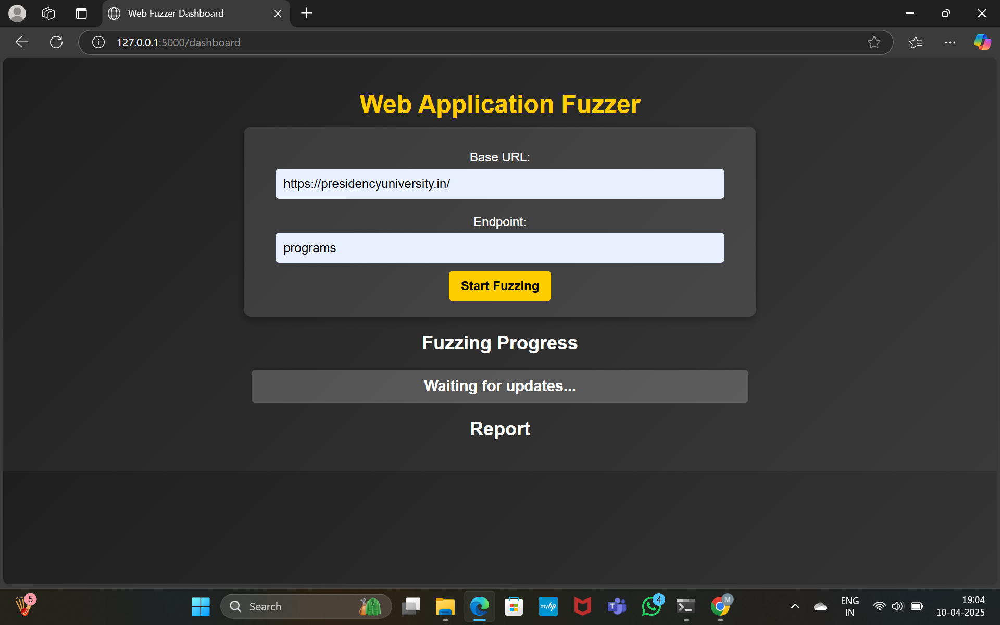 Web Fuzzer Dashboard
127.0.0.1:5000/dashboard
Web Application Fuzzer
Base URL:
https://presidencyuniversity.in/
Endpoint:
programs
Start Fuzzing
Fuzzing Progress
Waiting for updates...
Report
5
Search
myhp
T
4
M
ENG
IN
19:04
10-04-2025